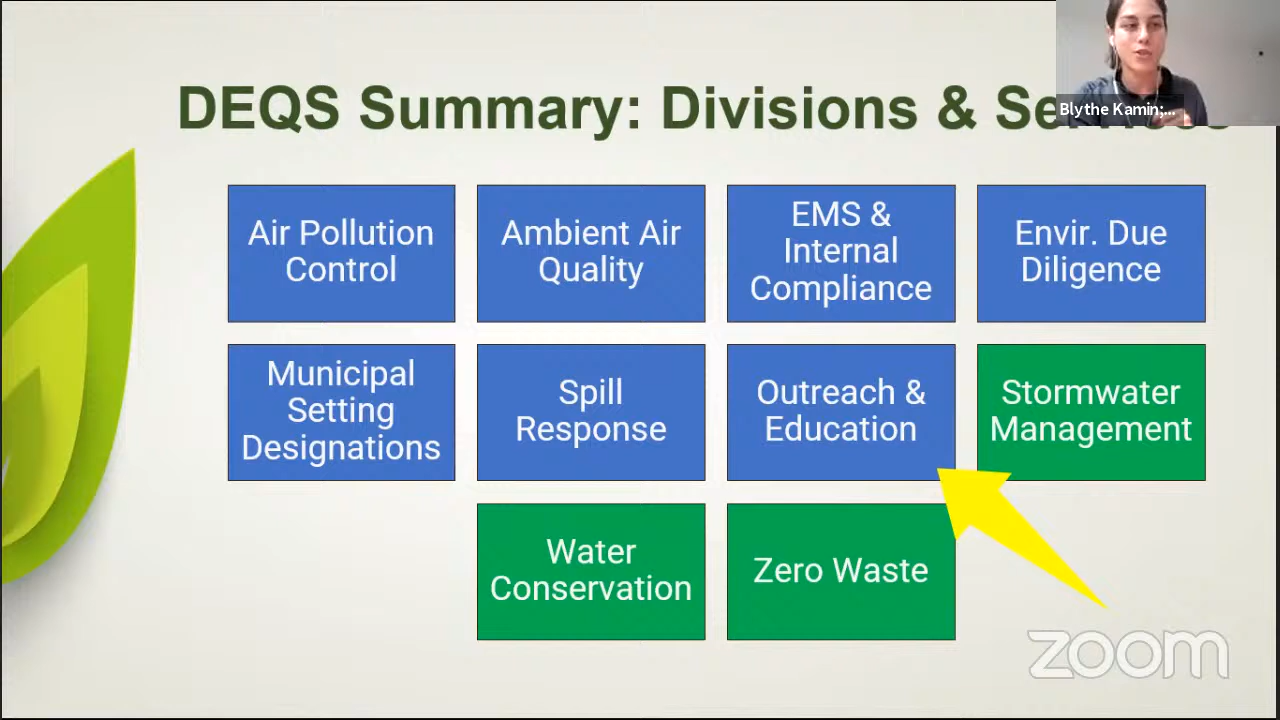 DEQS Summary: Divisions & Services
Blythe Kamin;...
Air Pollution
Control
Ambient Air
Quality
EMS &
Internal
Compliance
Envir. Due
Diligence
Municipal
Setting
Designations
Spill
Response
Outreach &
Education
Stormwater
Management
Water
Conservation
Zero Waste
zoom